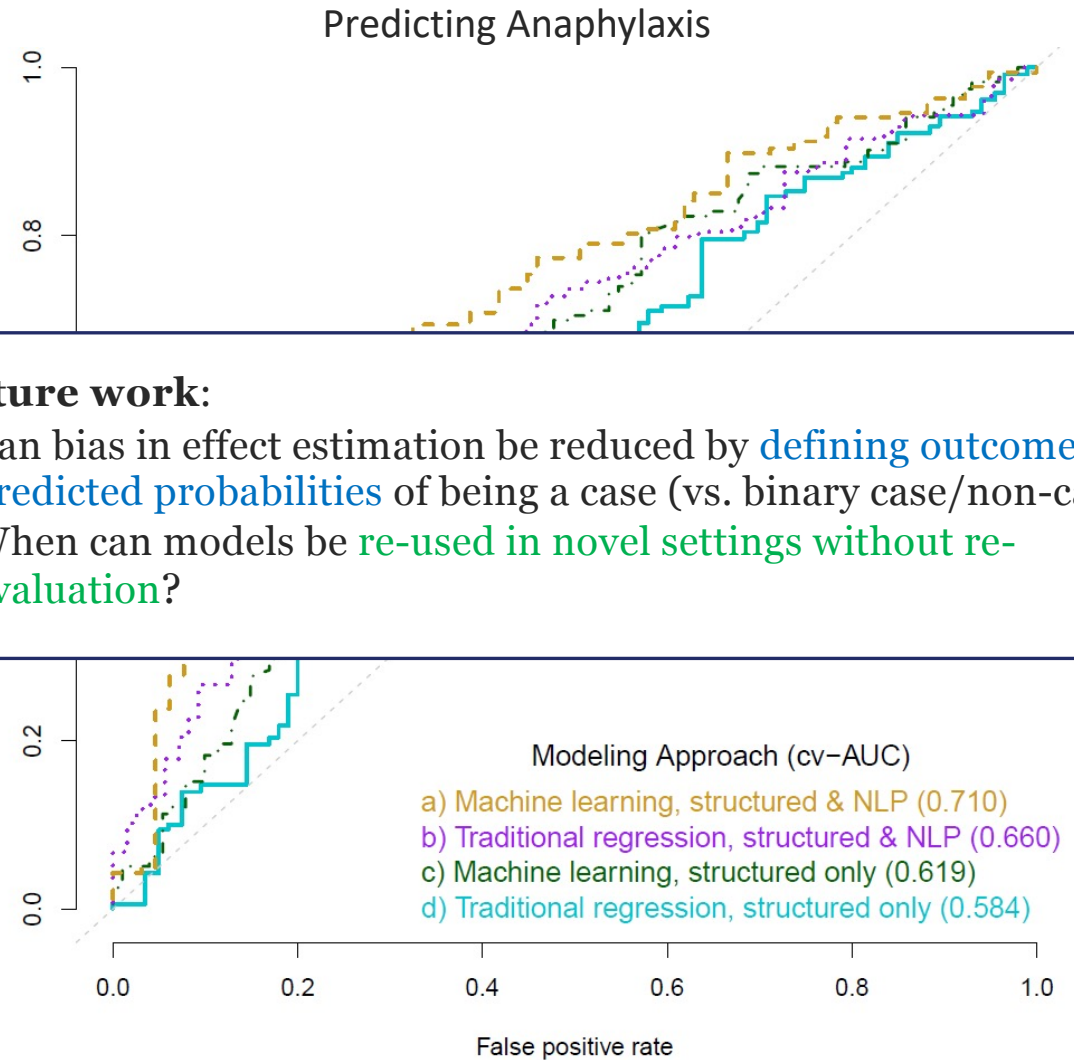 Predicting Anaphylaxis
1.0
0.8
ture work:
an bias in effect estimation be reduced by defining outcome
redicted probabilities of being a case (vs. binary case/non-ca
When can models be re-used in novel settings without re-
valuation?
0.2
0.0
Modeling Approach (cv−AUC)
a) Machine learning, structured & NLP (0.710)
b) Traditional regression, structured & NLP (0.660)
c) Machine learning, structured only (0.619)
d) Traditional regression, structured only (0.584)
0.0 0.2 0.4 0.6 0.8 1.0
False positive rate